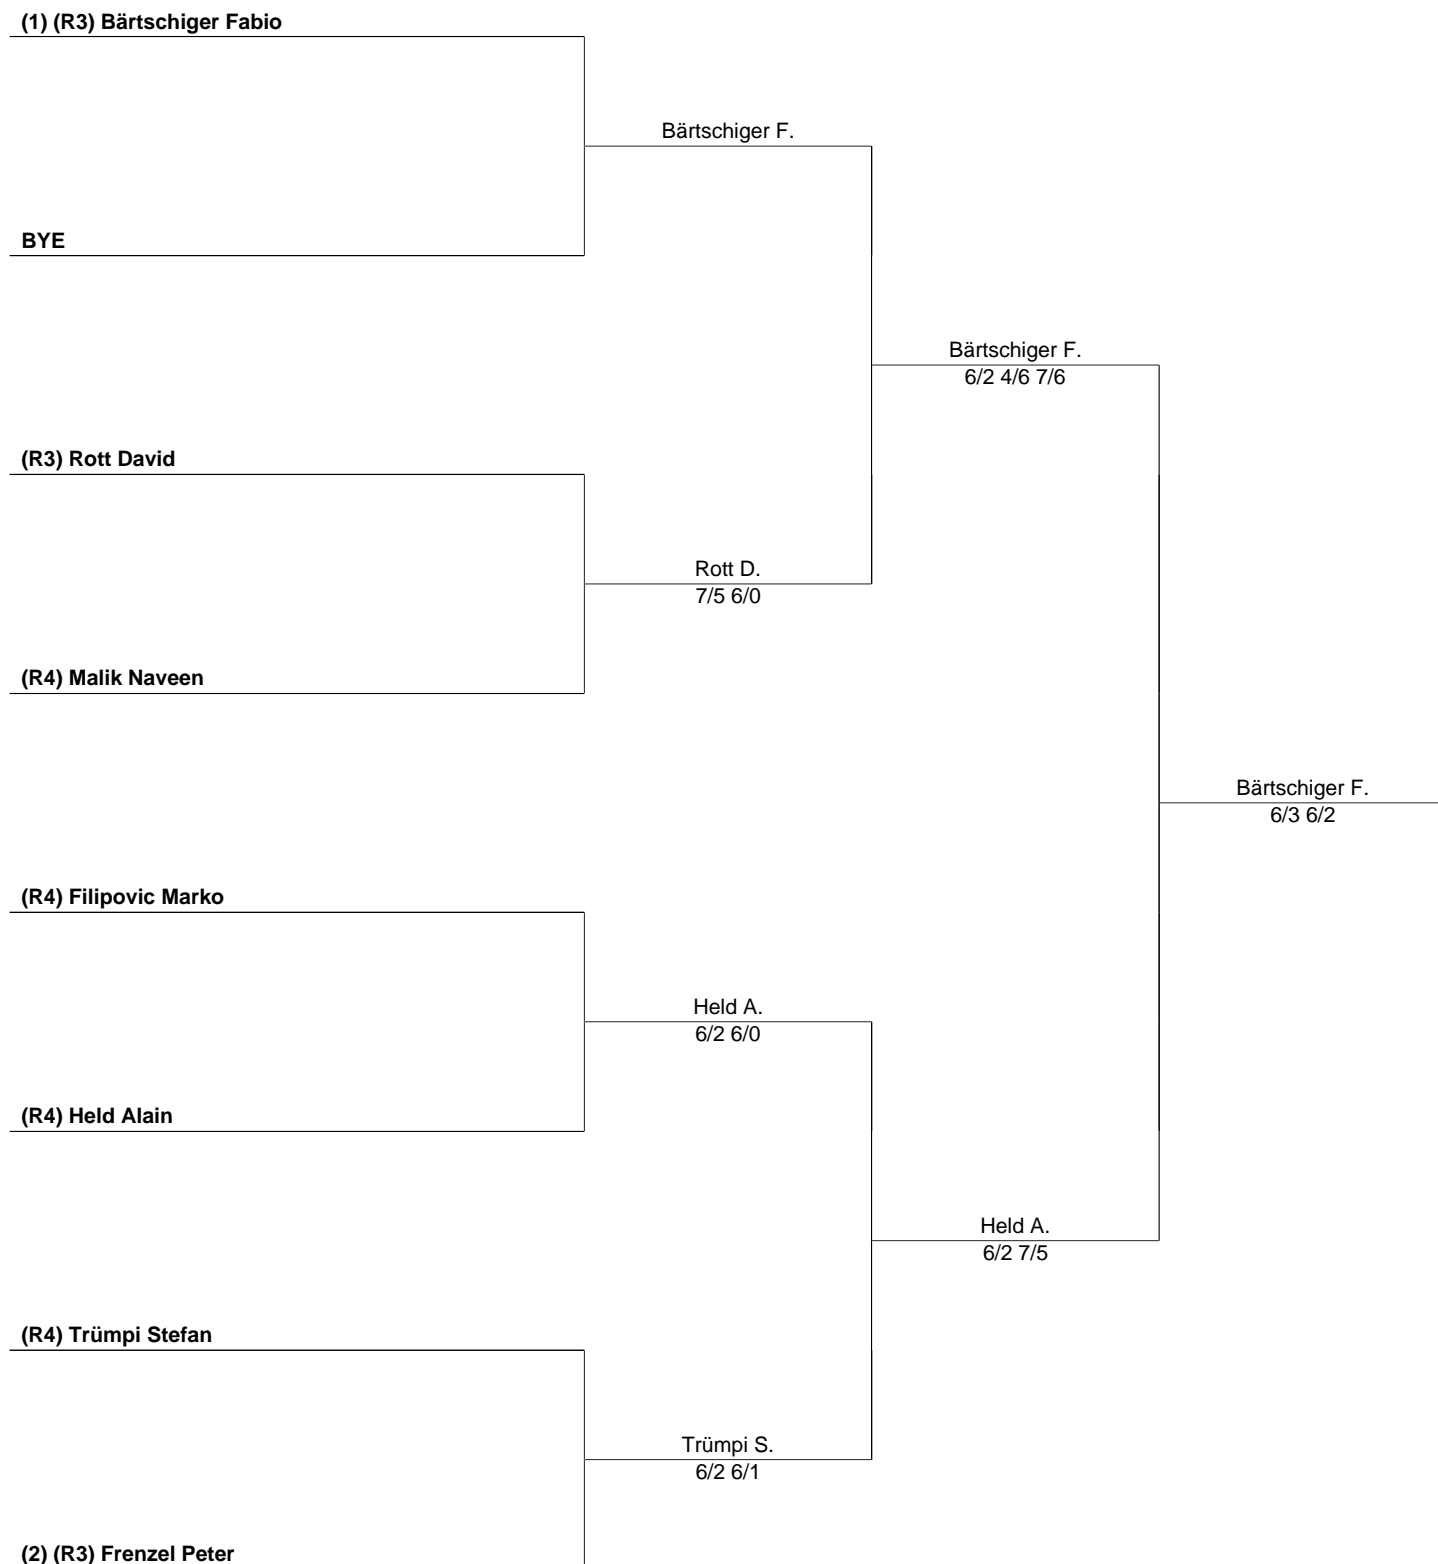 (1) (R3) Bärtschiger Fabio
Bärtschiger F.
BYE
Bärtschiger F.
6/2 4/6 7/6
(R3) Rott David
Rott D.
7/5 6/0
(R4) Malik Naveen
Bärtschiger F.
6/3 6/2
(R4) Filipovic Marko
Held A.
6/2 6/0
(R4) Held Alain
Held A.
6/2 7/5
(R4) Trümpi Stefan
Trümpi S.
6/2 6/1
(2) (R3) Frenzel Peter